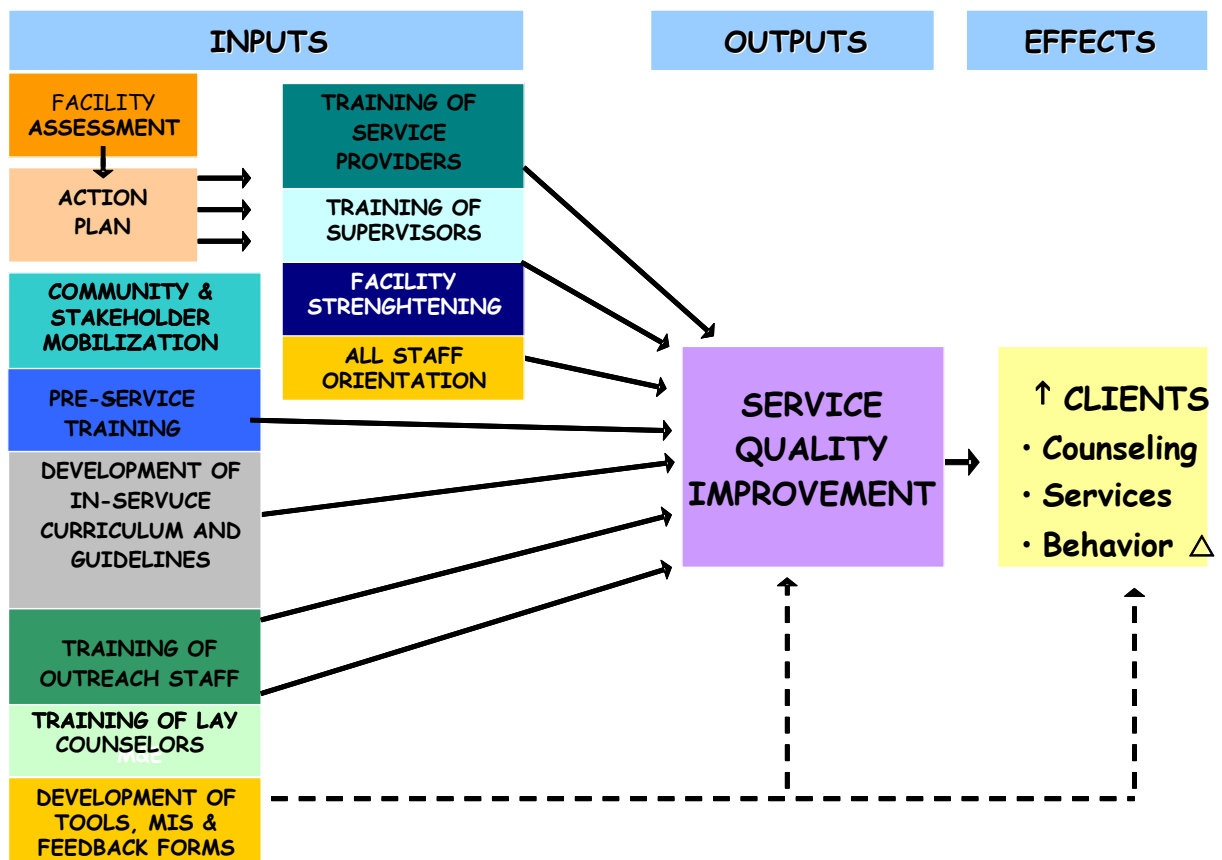 INPUTS
OUTPUTS
EFFECTS
FACILITY
ASSESSMENT
ACTION
PLAN
TRAINING OF
SERVICE
PROVIDERS
TRAINING OF
SUPERVISORS
FACILITY
STRENGHTENING
ALL STAFF
ORIENTATION
COMMUNITY &
STAKEHOLDER
MOBILIZATION
PRE-SERVICE
TRAINING
DEVELOPMENT OF
IN-SERVUCE
CURRICULUM AND
GUIDELINES
TRAINING OF
OUTREACH STAFF
TRAINING OF LAY
COUNSELORS
DEVELOPMENT OF
TOOLS, MIS &
FEEDBACK FORMS
SERVICE
QUALITY
IMPROVEMENT
↑ CLIENTS
• Counseling
• Services
• Behavior △